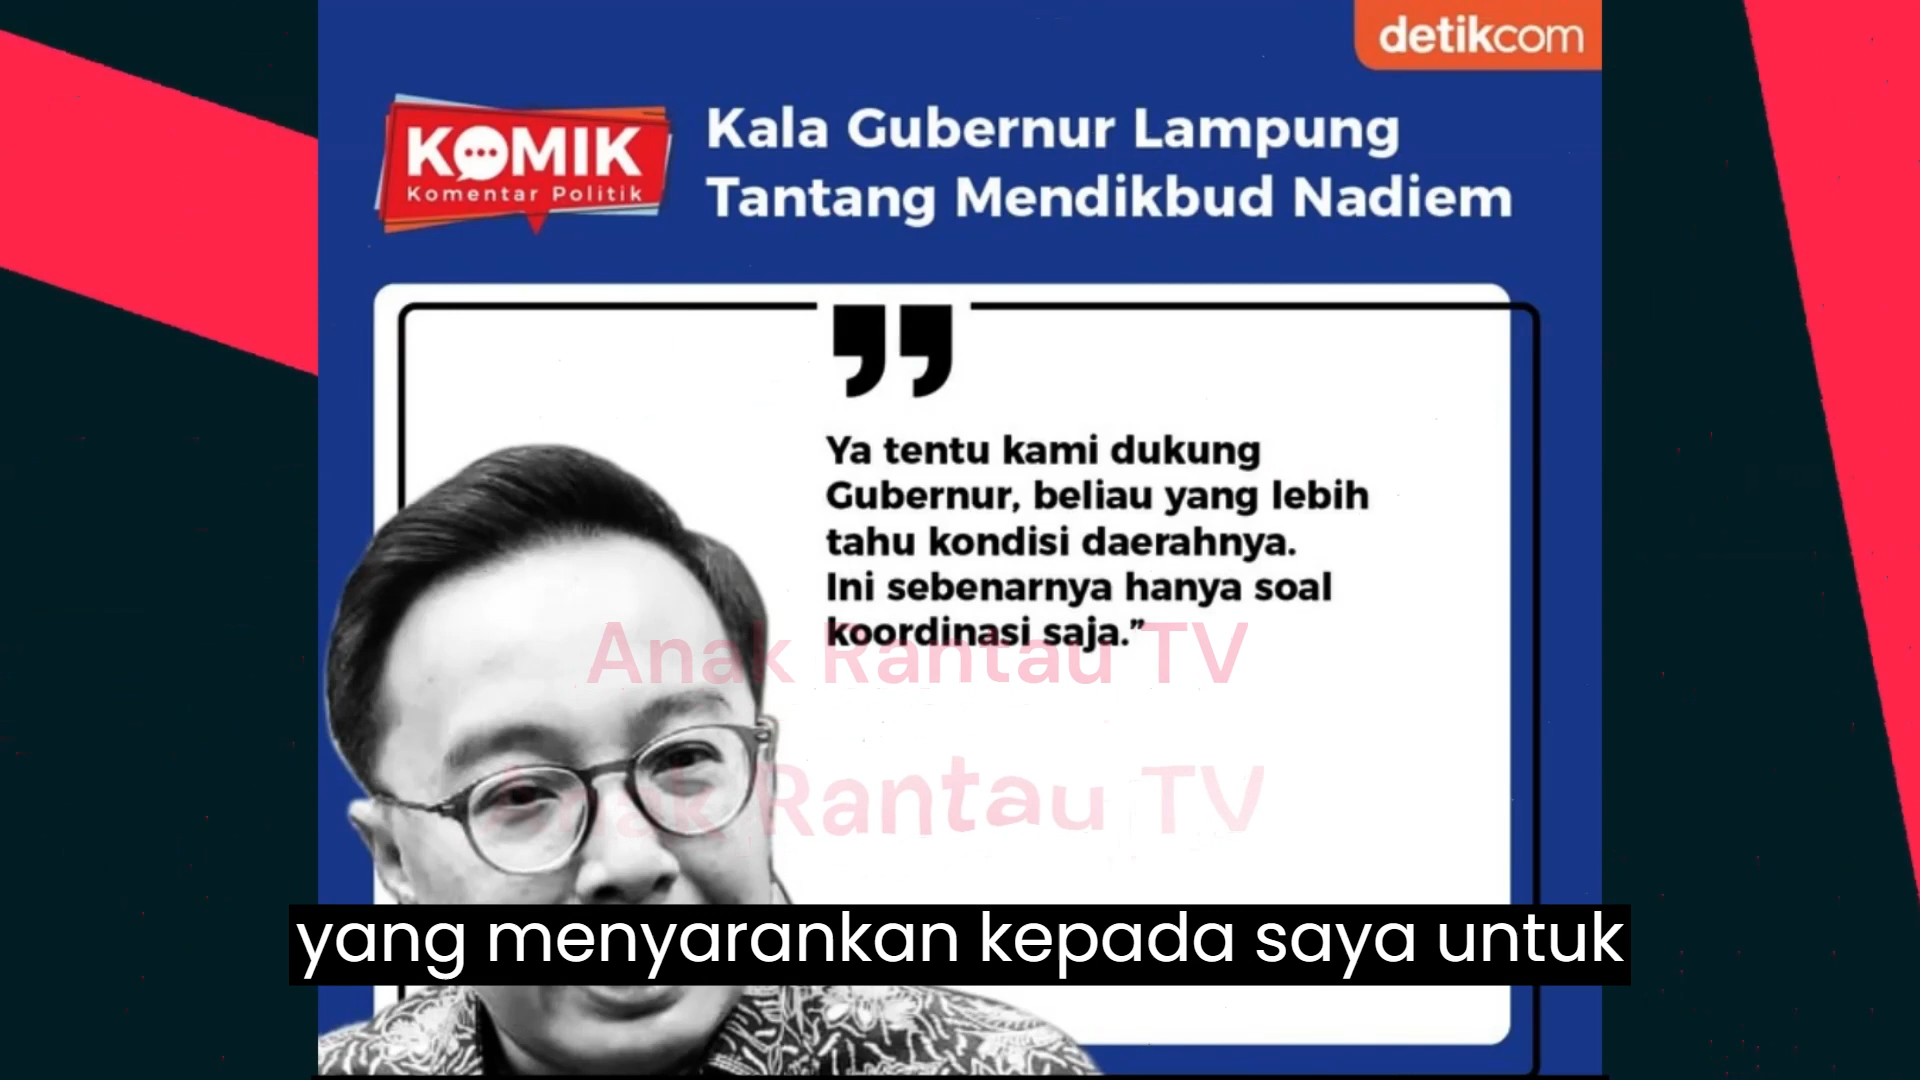 detikcom
KOMIK
Komentar Politik
Kala Gubernur Lampung
Tantang Mendikbud Nadiem
”
Ya tentu kami dukung
Gubernur, beliau yang lebih
tahu kondisi daerahnya.
Ini sebenarnya hanya soal
koordinasi saja.”
Anak Rantau TV
Anak Rantau TV
yang menyarankan kepada saya untuk